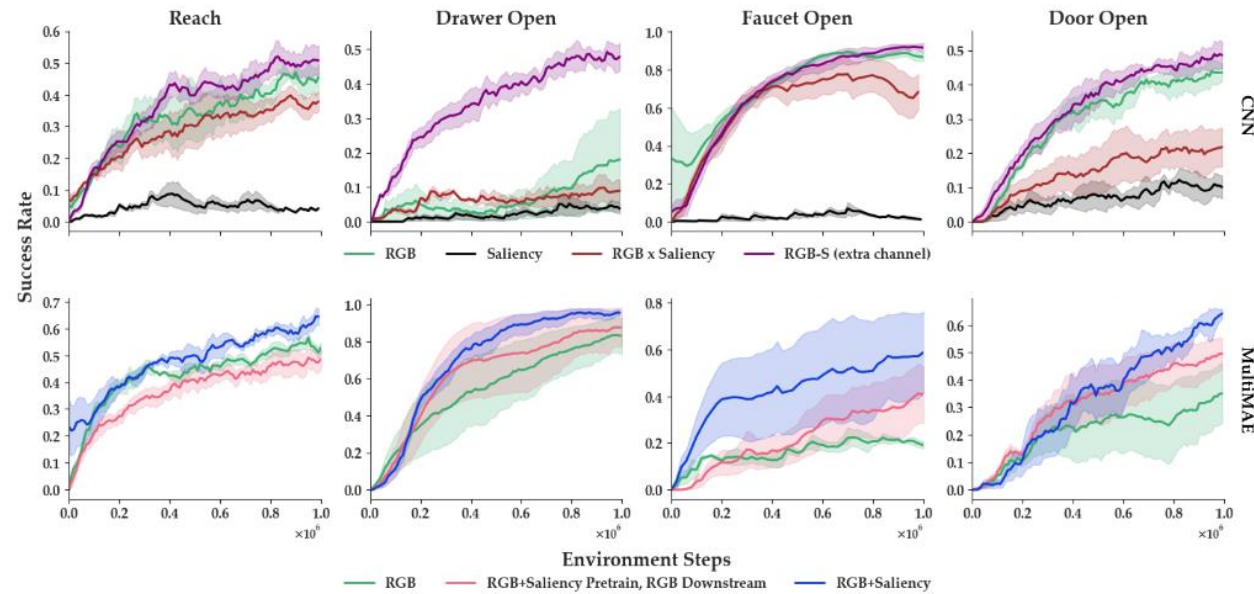 Reach Drawer Open Faucet Open Door Open
0.6 0.5 0.4 0.3 0.2 0.1 0.0
0.5 0.4 0.3 0.2 0.1 0.0
1.0 0.8 0.6 0.4 0.2 0.0
0.5 0.4 0.3 0.2 0.1 0.0
CNN
RGB Saliency RGB x Saliency RGB-S (extra channel)
Success Rate
0.7 0.6 0.5 0.4 0.3 0.2 0.1 0.0
1.0 0.8 0.6 0.4 0.2 0.0
0.8 0.6 0.4 0.2 0.0
0.6 0.5 0.4 0.3 0.2 0.1 0.0
MultiMAE
0.0 0.2 0.4 0.6 0.8 1.0 0.0 0.2 0.4 0.6 0.8 1.0 0.0 0.2 0.4 0.6 0.8 1.0 0.0 0.2 0.4 0.6 0.8 1.0
×10⁶ ×10⁶ ×10⁶ ×10⁶
Environment Steps
RGB RGB+Saliency Pretrain, RGB Downstream RGB+Saliency